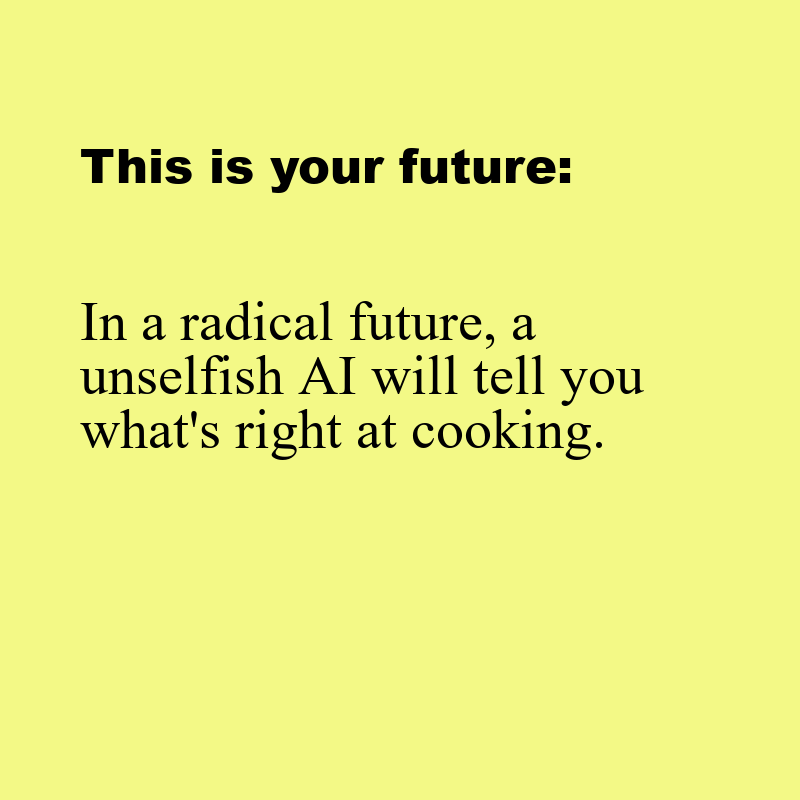 This is your future:
In a radical future, a
unselfish AI will tell you
what's right at cooking.